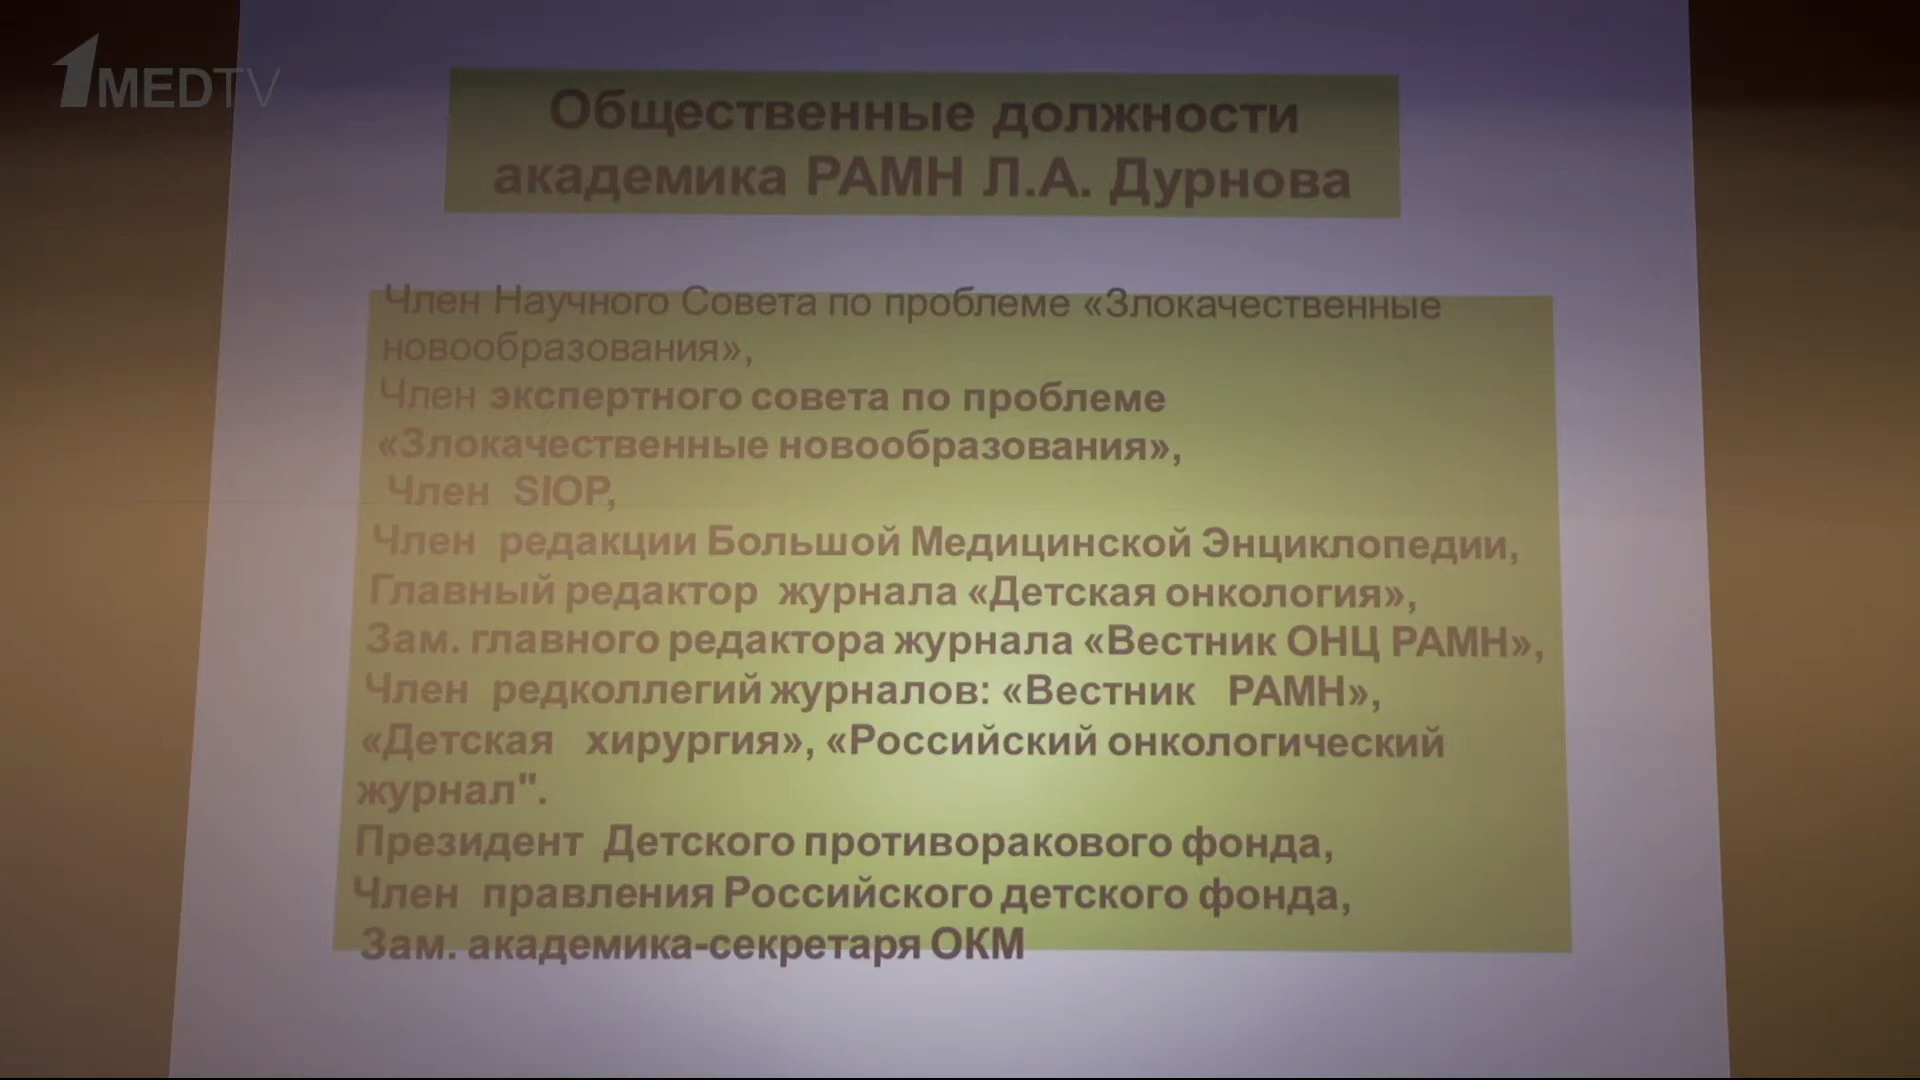 1MEDTV
Общественные должности
академика РАМН Л.А. Дурнова
Член Научного Совета по проблеме «Злокачественные
новообразования»,
Член экспертного совета по проблеме
«Злокачественные новообразования»,
Член SIOP,
Член редакции Большой Медицинской Энциклопедии,
Главный редактор журнала «Детская онкология»,
Зам. главного редактора журнала «Вестник ОНЦ РАМН»,
Член редколлегий журналов: «Вестник РАМН»,
«Детская хирургия», «Российский онкологический
журнал".
Президент Детского противоракового фонда,
Член правления Российского детского фонда,
Зам. академика-секретаря ОКМ